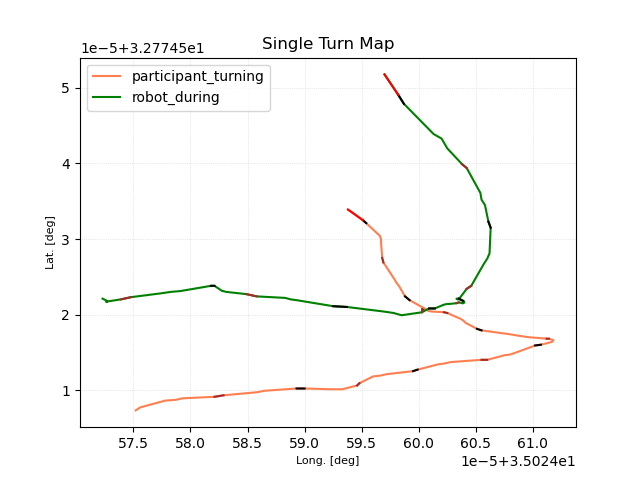 1e-5+3.27745e1
Single Turn Map
participant_turning
robot_during
5
4
3
2
1
Lat. [deg]
57.5 58.0 58.5 59.0 59.5 60.0 60.5 61.0
Long. [deg]
1e-5+3.5024e1